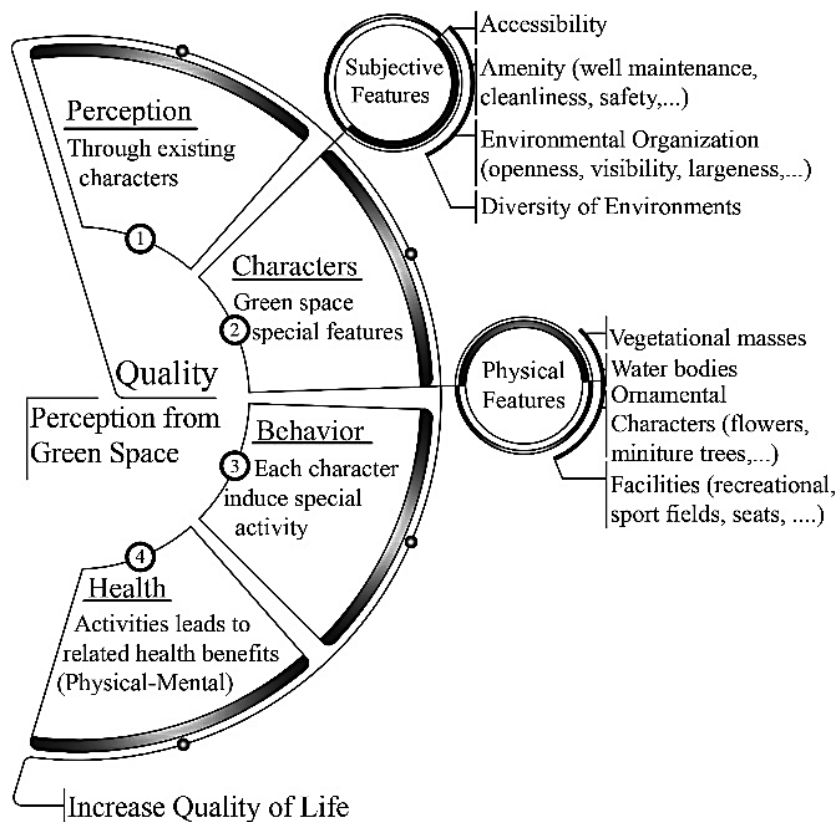 Perception
Through existing
characters
1
Characters
Green space
special features
2
Quality
Perception from
Green Space
Behavior
3
Each character
induce special
activity
4
Health
Activities leads to
related health benefits
(Physical-Mental)
Increase Quality of Life
Subjective
Features
Accessibility
Amenity (well maintenance,
cleanliness, safety,...)
Environmental Organization
(openness, visibility, largeness,...)
Diversity of Environments
Physical
Features
Vegetational masses
Water bodies
Ornamental
Characters (flowers,
miniture trees,...)
Facilities (recreational,
sport fields, seats, ....)